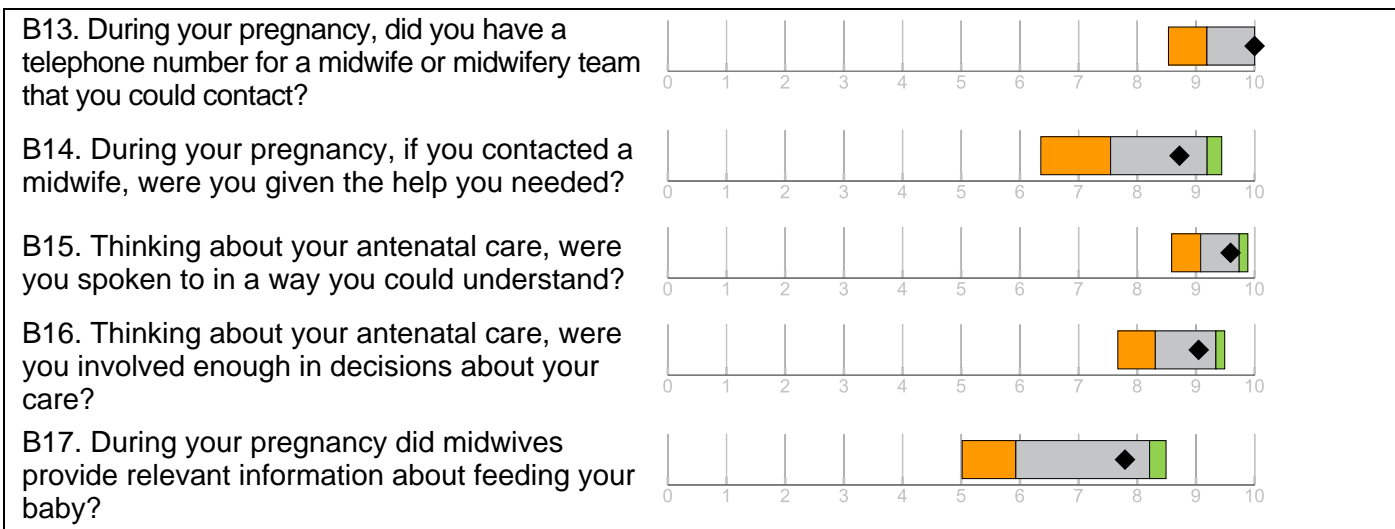 B13. During your pregnancy, did you have a
telephone number for a midwife or midwifery team
that you could contact?
0 1 2 3 4 5 6 7 8 9 10
B14. During your pregnancy, if you contacted a
midwife, were you given the help you needed?
0 1 2 3 4 5 6 7 8 9 10
B15. Thinking about your antenatal care, were
you spoken to in a way you could understand?
0 1 2 3 4 5 6 7 8 9 10
B16. Thinking about your antenatal care, were
you involved enough in decisions about your
care?
0 1 2 3 4 5 6 7 8 9 10
B17. During your pregnancy did midwives
provide relevant information about feeding your
baby?
0 1 2 3 4 5 6 7 8 9 10